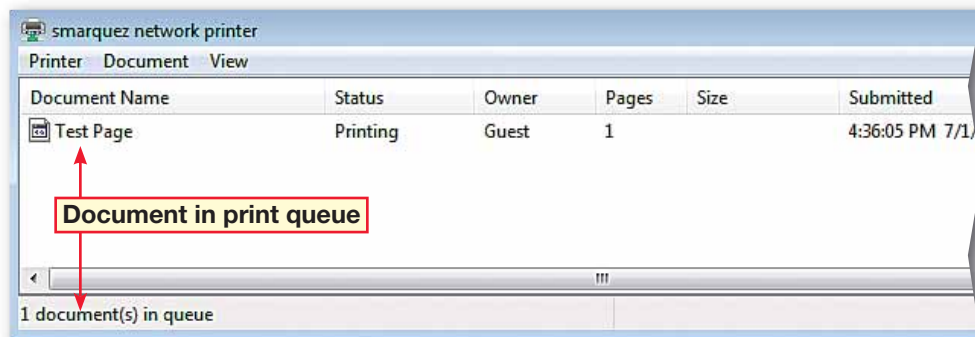 smarquez network printer
Printer Document View
Document Name Status Owner Pages Size Submitted
Test Page Printing Guest 1 4:36:05 PM 7/1/
Document in print queue
1 document(s) in queue